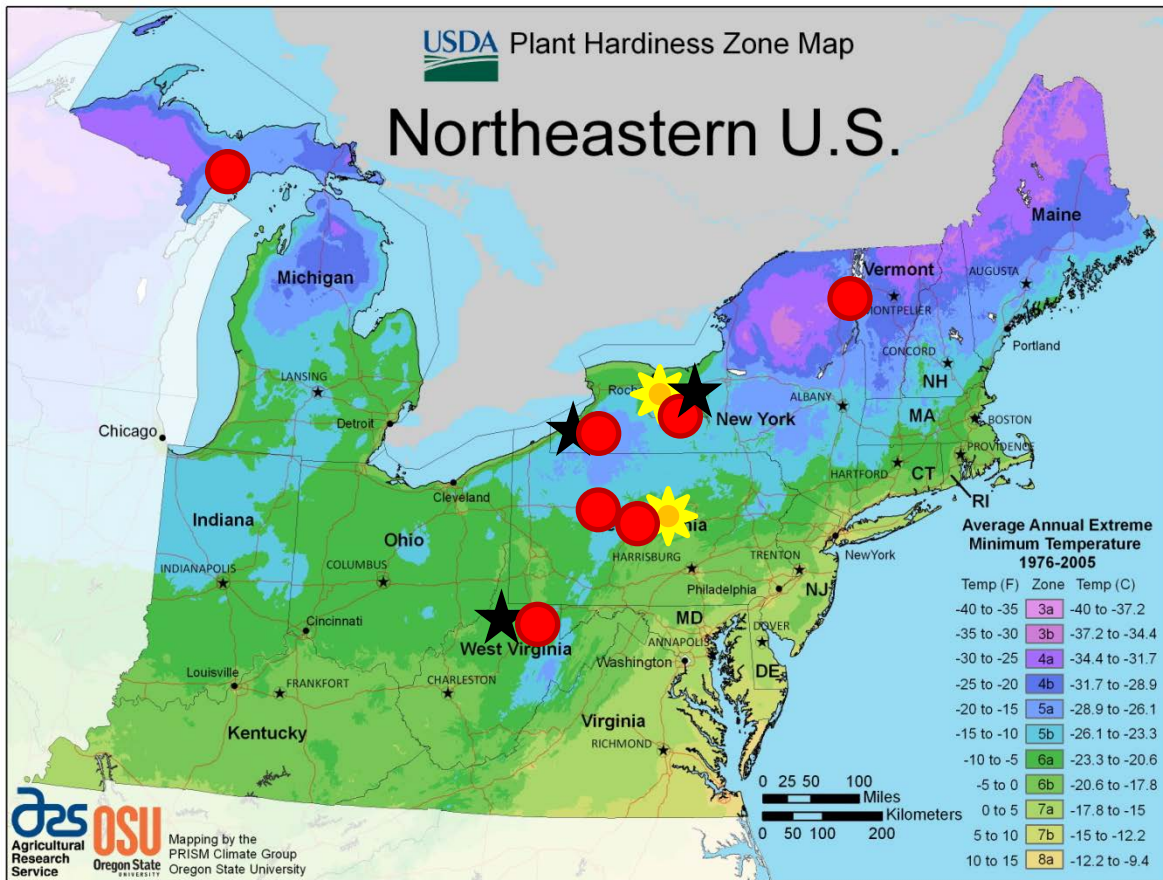 USDA Plant Hardiness Zone Map
Northeastern U.S.
Maine
Vermont
AUGUSTA
MONTPELIER
Michigan
Portland
CONCORD
LANSING
NH
ALBANY
MA
Detroit
New York
BOSTON
Chicago
PROVIDENCE
HARTFORD
CT
Cleveland
RI
Indiana
Ohio
HARRISBURG
TRENTON
New York
INDIANAPOLIS
COLUMBUS
Philadelphia
NJ
MD
DOVER
Cincinnati
West Virginia
ANNAPOLIS
Washington
DE
Louisville
FRANKFORT
CHARLESTON
Virginia
Kentucky
RICHMOND
Average Annual Extreme
Minimum Temperature
1976-2005
Temp (F) Zone Temp (C)
-40 to -35 3a -40 to -37.2
-35 to -30 3b -37.2 to -34.4
-30 to -25 4a -34.4 to -31.7
-25 to -20 4b -31.7 to -28.9
-20 to -15 5a -28.9 to -26.1
-15 to -10 5b -26.1 to -23.3
-10 to -5 6a -23.3 to -20.6
-5 to 0 6b -20.6 to -17.8
0 to 5 7a -17.8 to -15
5 to 10 7b -15 to -12.2
10 to 15 8a -12.2 to -9.4
0 25 50 100
Miles
Kilometers
0 50 100 200
ars
Agricultural
Research
Service
OSU
Oregon State
UNIVERSITY
Mapping by the
PRISM Climate Group
Oregon State University